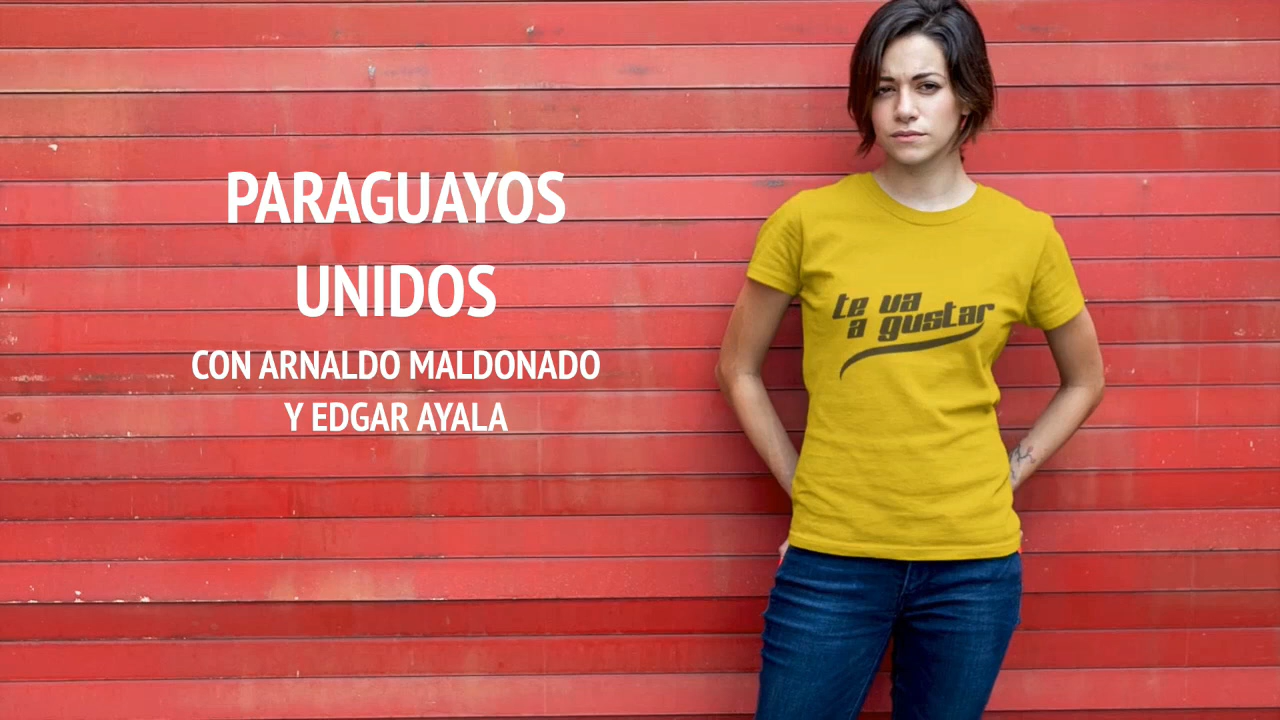 PARAGUAYOS
UNIDOS
CON ARNALDO MALDONADO
Y EDGAR AYALA
te va
a gustar